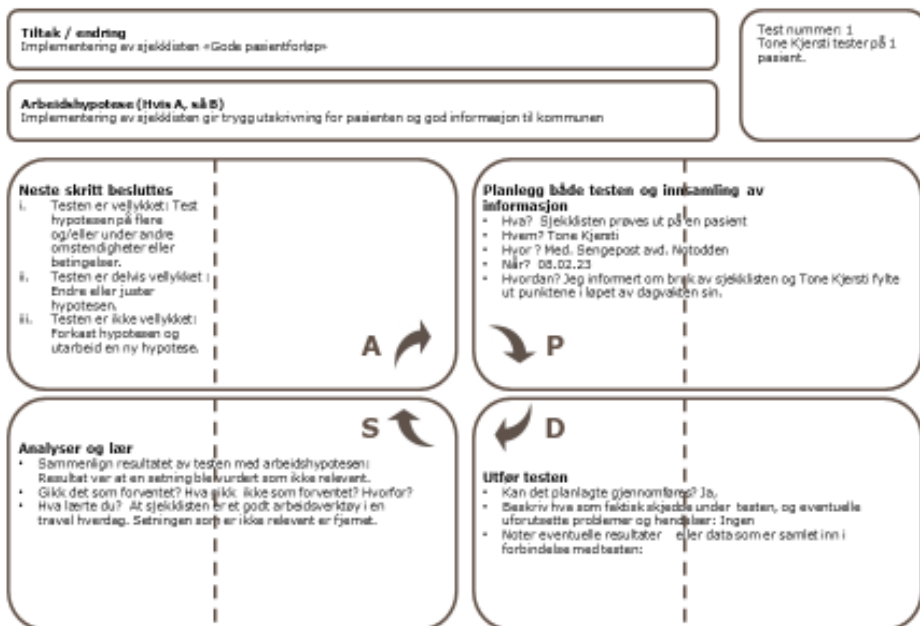 Tiltak / endring
Implementering av sjekklisten «Gode pasientforløp»
Test nummer: 1
Tone Kjersti tester på 1
pasient.
Arbeidshypotese (Hvis A, så B)
Implementering av sjekklisten gir trygg utskrivning for pasienten og god informasjon til kommunen
Neste skritt besluttes
i. Testen er vellykket: Test
hypotesen på flere
og/eller under andre
omstendigheter eller
betingelser.
ii. Testen er delvis vellykket :
Endre eller juster
hypotesen.
iii. Testen er ikke vellykket:
Forkast hypotesen og
utarbeid en ny hypotese.
A
Planlegg både testen og innsamling av
informasjon
• Hva? Sjekklisten prøves ut på en pasient
• Hvem? Tone Kjersti
• Hvor ? Med. Sengepost avd. Notodden
• Når? 08.02.23
• Hvordan? Jeg informert om bruk av sjekklisten og Tone Kjersti fylte
ut punktene i løpet av dagvakten sin.
P
S
Analyser og lær
• Sammenlign resultatet av testen med arbeidshypotesen:
Resultat var at en setning ble vurdert som ikke relevant.
• Gikk det som forventet? Hva gikk ikke som forventet? Hvorfor?
• Hva lærte du? At sjekklisten er et godt arbeidsverktøy i en
travel hverdag. Setningen som er ikke relevant er fjernet.
D
Utfør testen
• Kan det planlagte gjennomføres? Ja,
• Beskriv hva som faktisk skjedde under testen, og eventuelle
uforutsette problemer og hendelser: Ingen
• Noter eventuelle resultater eller data som er samlet inn i
forbindelse med testen: